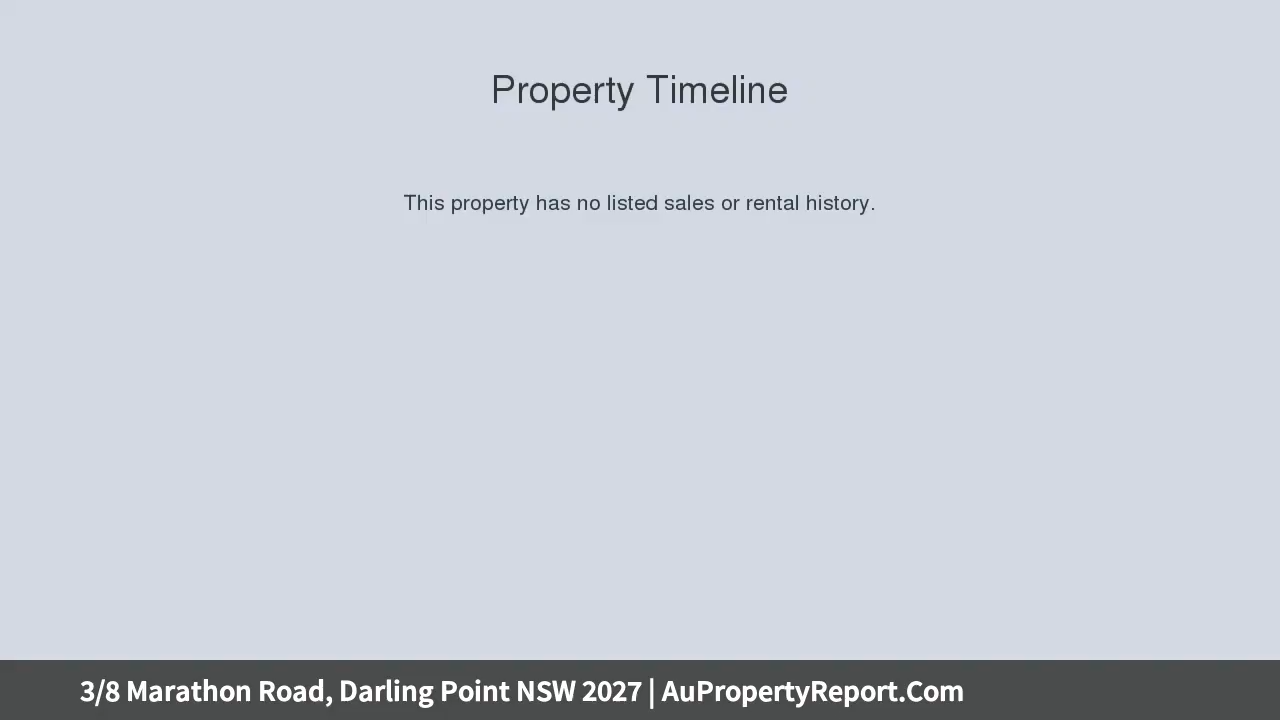 Property Timeline
This property has no listed sales or rental history.
3/8 Marathon Road, Darling Point NSW 2027 | AuPropertyReport.Com